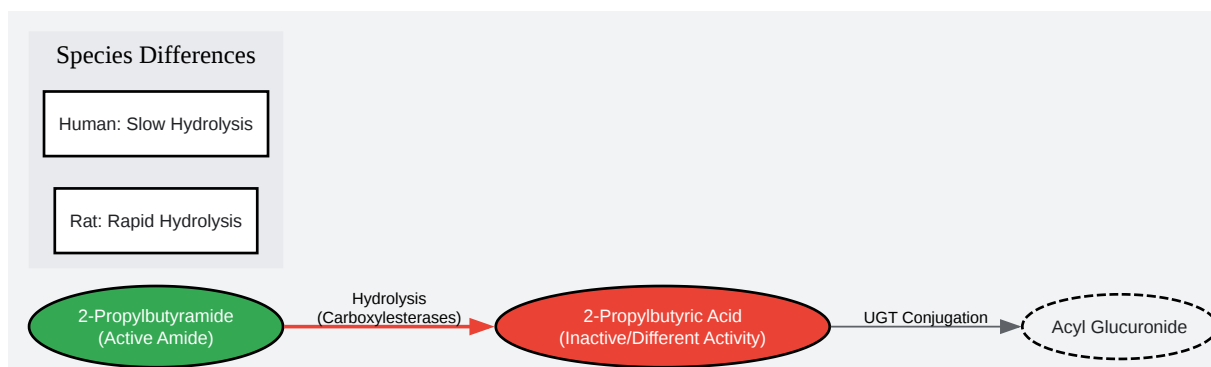 Species Differences
Human: Slow Hydrolysis
Rat: Rapid Hydrolysis
2-Propylbutyramide
(Active Amide)
Hydrolysis
(Carboxylesterases)
2-Propylbutyric Acid
(Inactive/Different Activity)
UGT Conjugation
Acyl Glucuronide